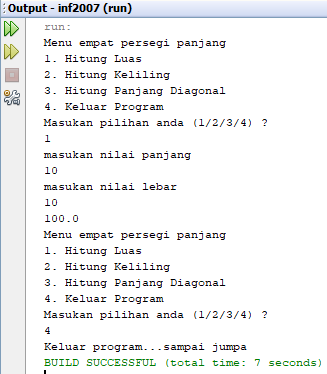 Output - inf2007 (run)
run:
Menu empat persegi panjang
1. Hitung Luas
2. Hitung Keliling
3. Hitung Panjang Diagonal
4. Keluar Program
Masukan pilihan anda (1/2/3/4) ?
1
masukan nilai panjang
10
masukan nilai lebar
10
100.0
Menu empat persegi panjang
1. Hitung Luas
2. Hitung Keliling
3. Hitung Panjang Diagonal
4. Keluar Program
Masukan pilihan anda (1/2/3/4) ?
4
Keluar program...sampai jumpa
BUILD SUCCESSFUL (total time: 7 seconds)